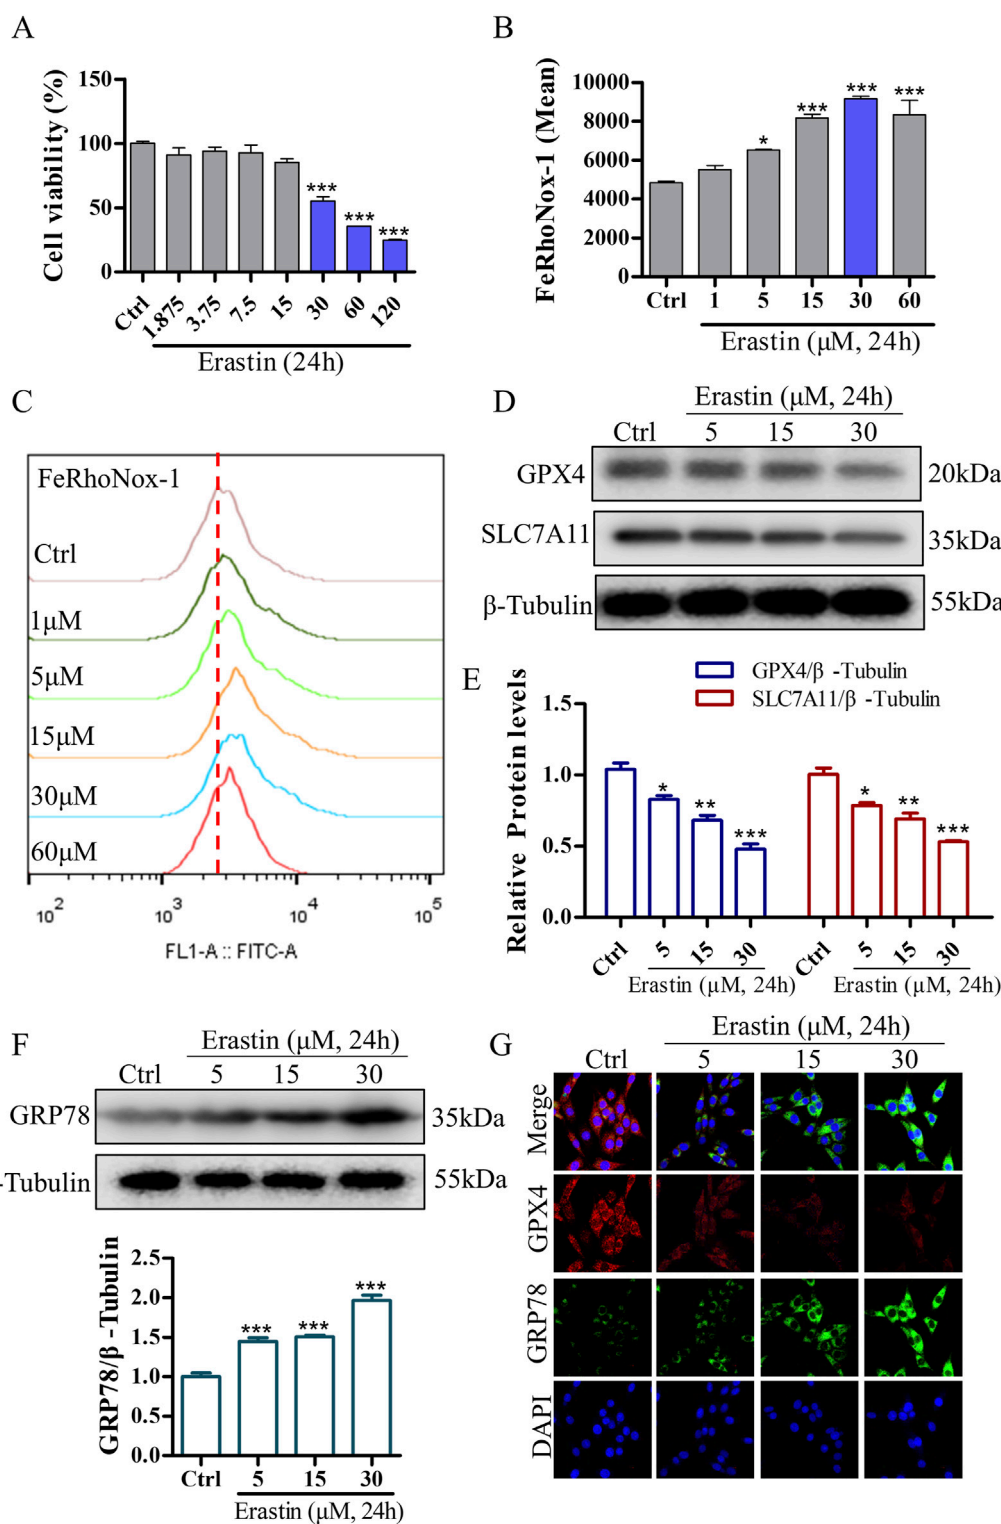 A
Cell viability (%)
150
100
50
0
***
***
***
Ctrl
1.875
3.75
7.5
15
30
60
120
Erastin (24h)
B
FeRhoNox-1 (Mean)
10000
8000
6000
4000
2000
0
*
***
***
***
Ctrl
1
5
15
30
60
Erastin (μM, 24h)
C
FeRhoNox-1
Ctrl
1μM
5μM
15μM
30μM
60μM
10^2
10^3
10^4
10^5
FL1-A :: FITC-A
D
Erastin (μM, 24h)
Ctrl 5 15 30
GPX4 20kDa
SLC7A11 35kDa
β-Tubulin 55kDa
E
GPX4/β -Tubulin
SLC7A11/β -Tubulin
Relative Protein levels
1.5
1.0
0.5
0.0
*
**
***
*
**
***
Ctrl
5
15
30
Erastin (μM, 24h)
Ctrl
5
15
30
Erastin (μM, 24h)
F
Erastin (μM, 24h)
Ctrl 5 15 30
GRP78 35kDa
-Tubulin 55kDa
GRP78/β -Tubulin
2.5
2.0
1.5
1.0
0.5
0.0
***
***
***
Ctrl
5
15
30
Erastin (μM, 24h)
G
Erastin (μM, 24h)
Ctrl 5 15 30
Merge
GPX4
GRP78
DAPI